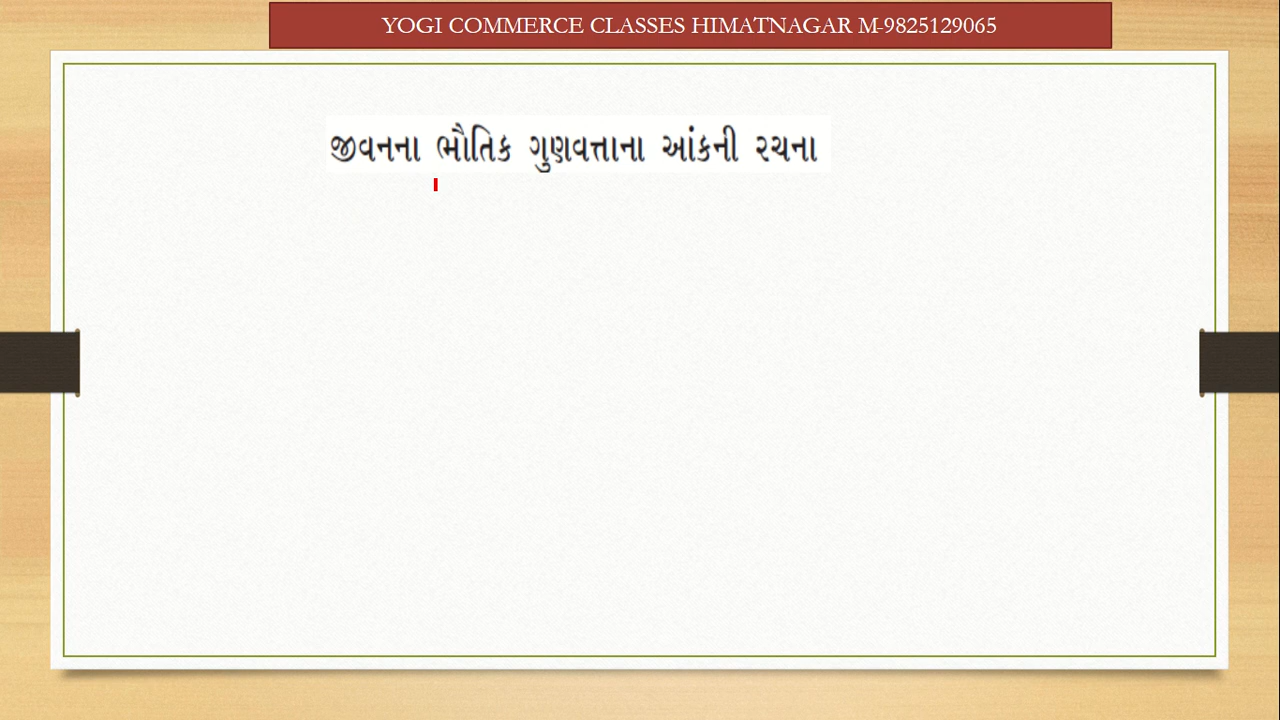 YOGI COMMERCE CLASSES HIMATNAGAR M-9825129065
જીવનના ભૌતિક ગુણવત્તાના આંકની રચના